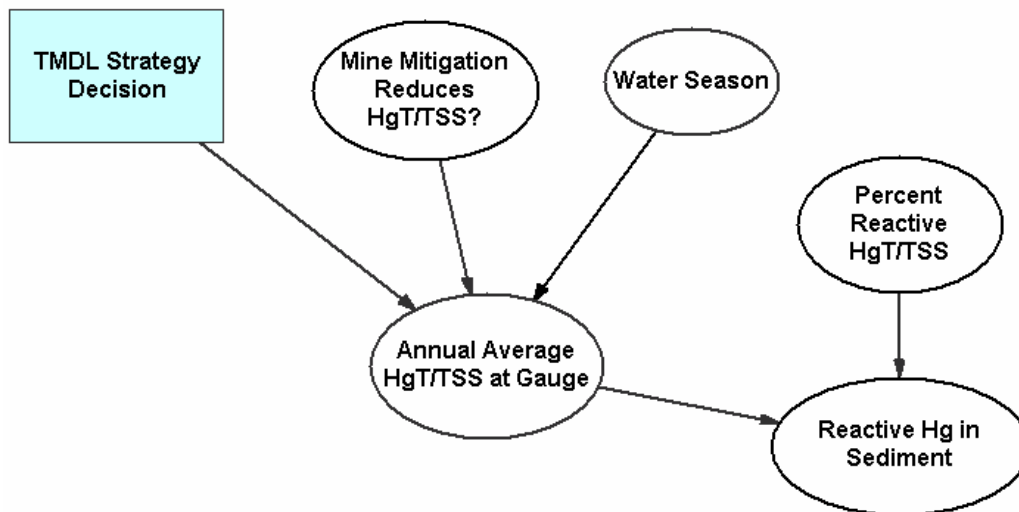 TMDL Strategy
Decision
Mine Mitigation
Reduces
HgT/TSS?
Water Season
Percent
Reactive
HgT/TSS
Annual Average
HgT/TSS at Gauge
Reactive Hg in
Sediment